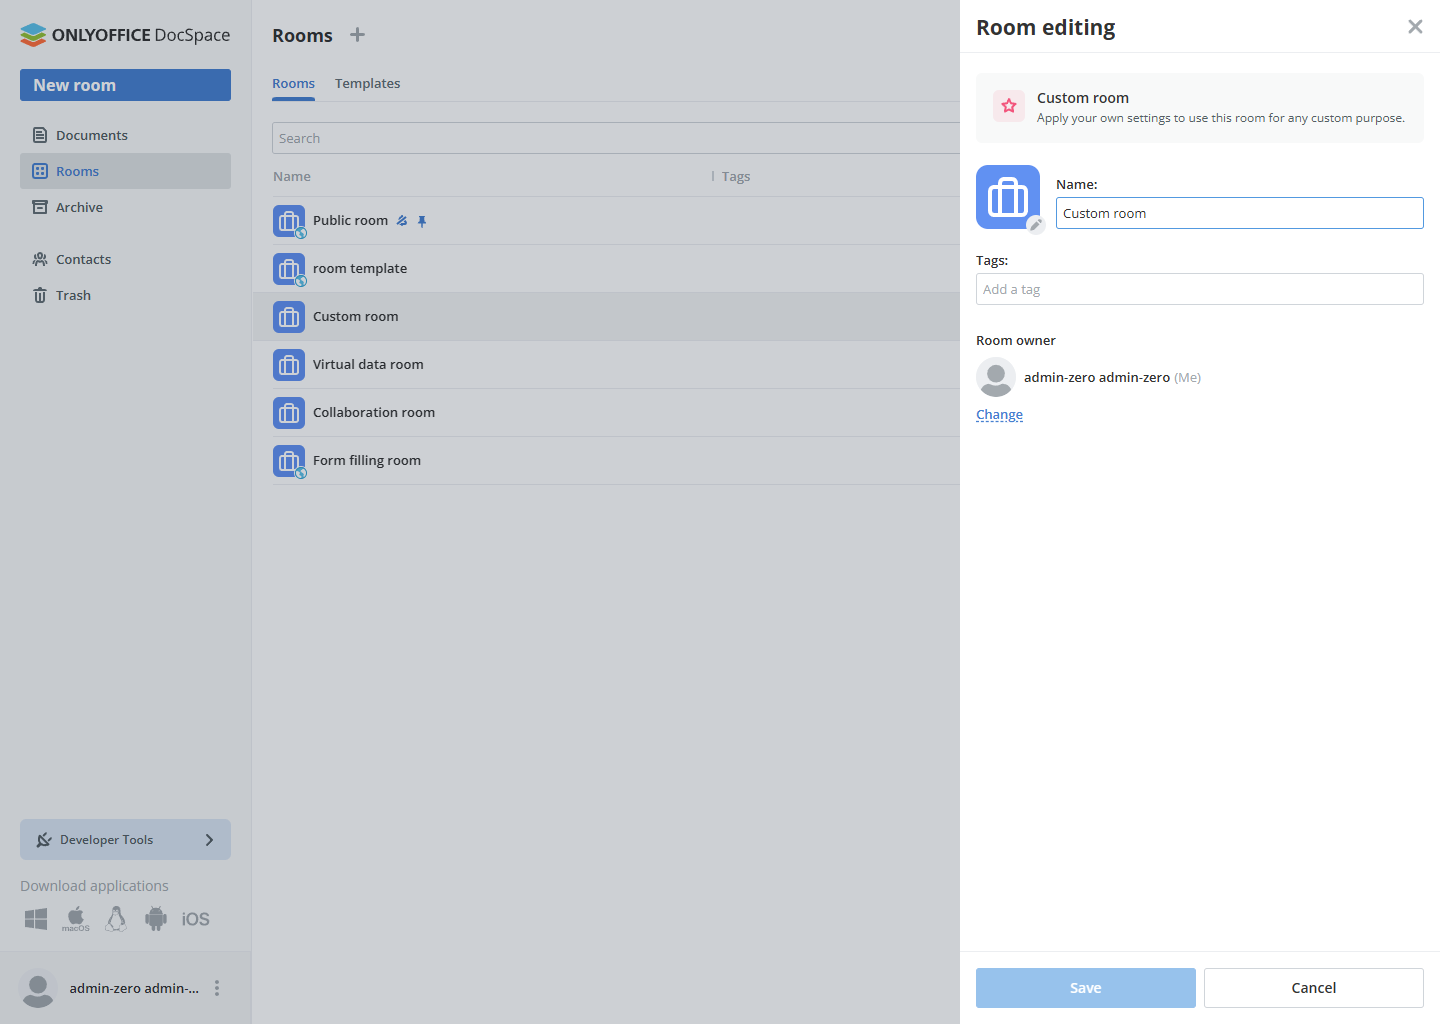 ONLYOFFICE DocSpace
New room
Documents
Rooms
Archive
Contacts
Trash
Developer Tools
Download applications
macOS
iOS
admin-zero admin-...
Rooms
Rooms Templates
Search
Name Tags
Public room
room template
Custom room
Virtual data room
Collaboration room
Form filling room
Room editing
Custom room
Apply your own settings to use this room for any custom purpose.
Name:
Custom room
Tags:
Add a tag
Room owner
admin-zero admin-zero (Me)
Change
Save Cancel